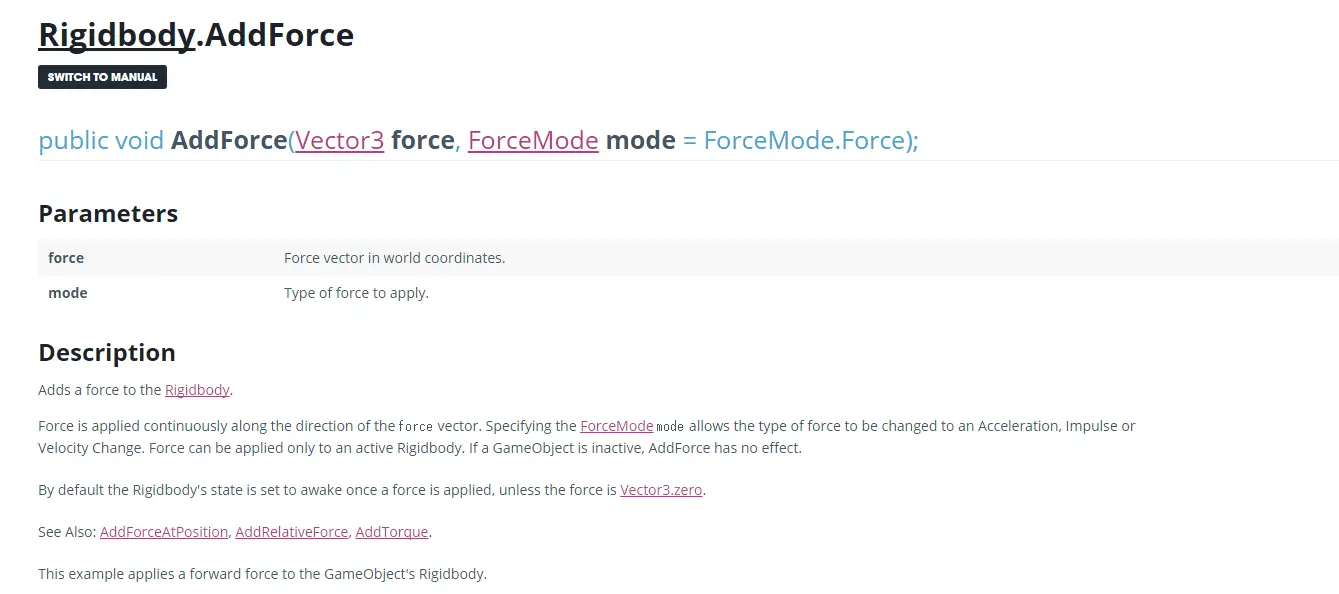 Rigidbody.AddForce
SWITCH TO MANUAL
public void AddForce(Vector3 force, ForceMode mode = ForceMode.Force);
Parameters
force Force vector in world coordinates.
mode Type of force to apply.
Description
Adds a force to the Rigidbody.
Force is applied continuously along the direction of the force vector. Specifying the ForceMode mode allows the type of force to be changed to an Acceleration, Impulse or
Velocity Change. Force can be applied only to an active Rigidbody. If a GameObject is inactive, AddForce has no effect.
By default the Rigidbody's state is set to awake once a force is applied, unless the force is Vector3.zero.
See Also: AddForceAtPosition, AddRelativeForce, AddTorque.
This example applies a forward force to the GameObject's Rigidbody.